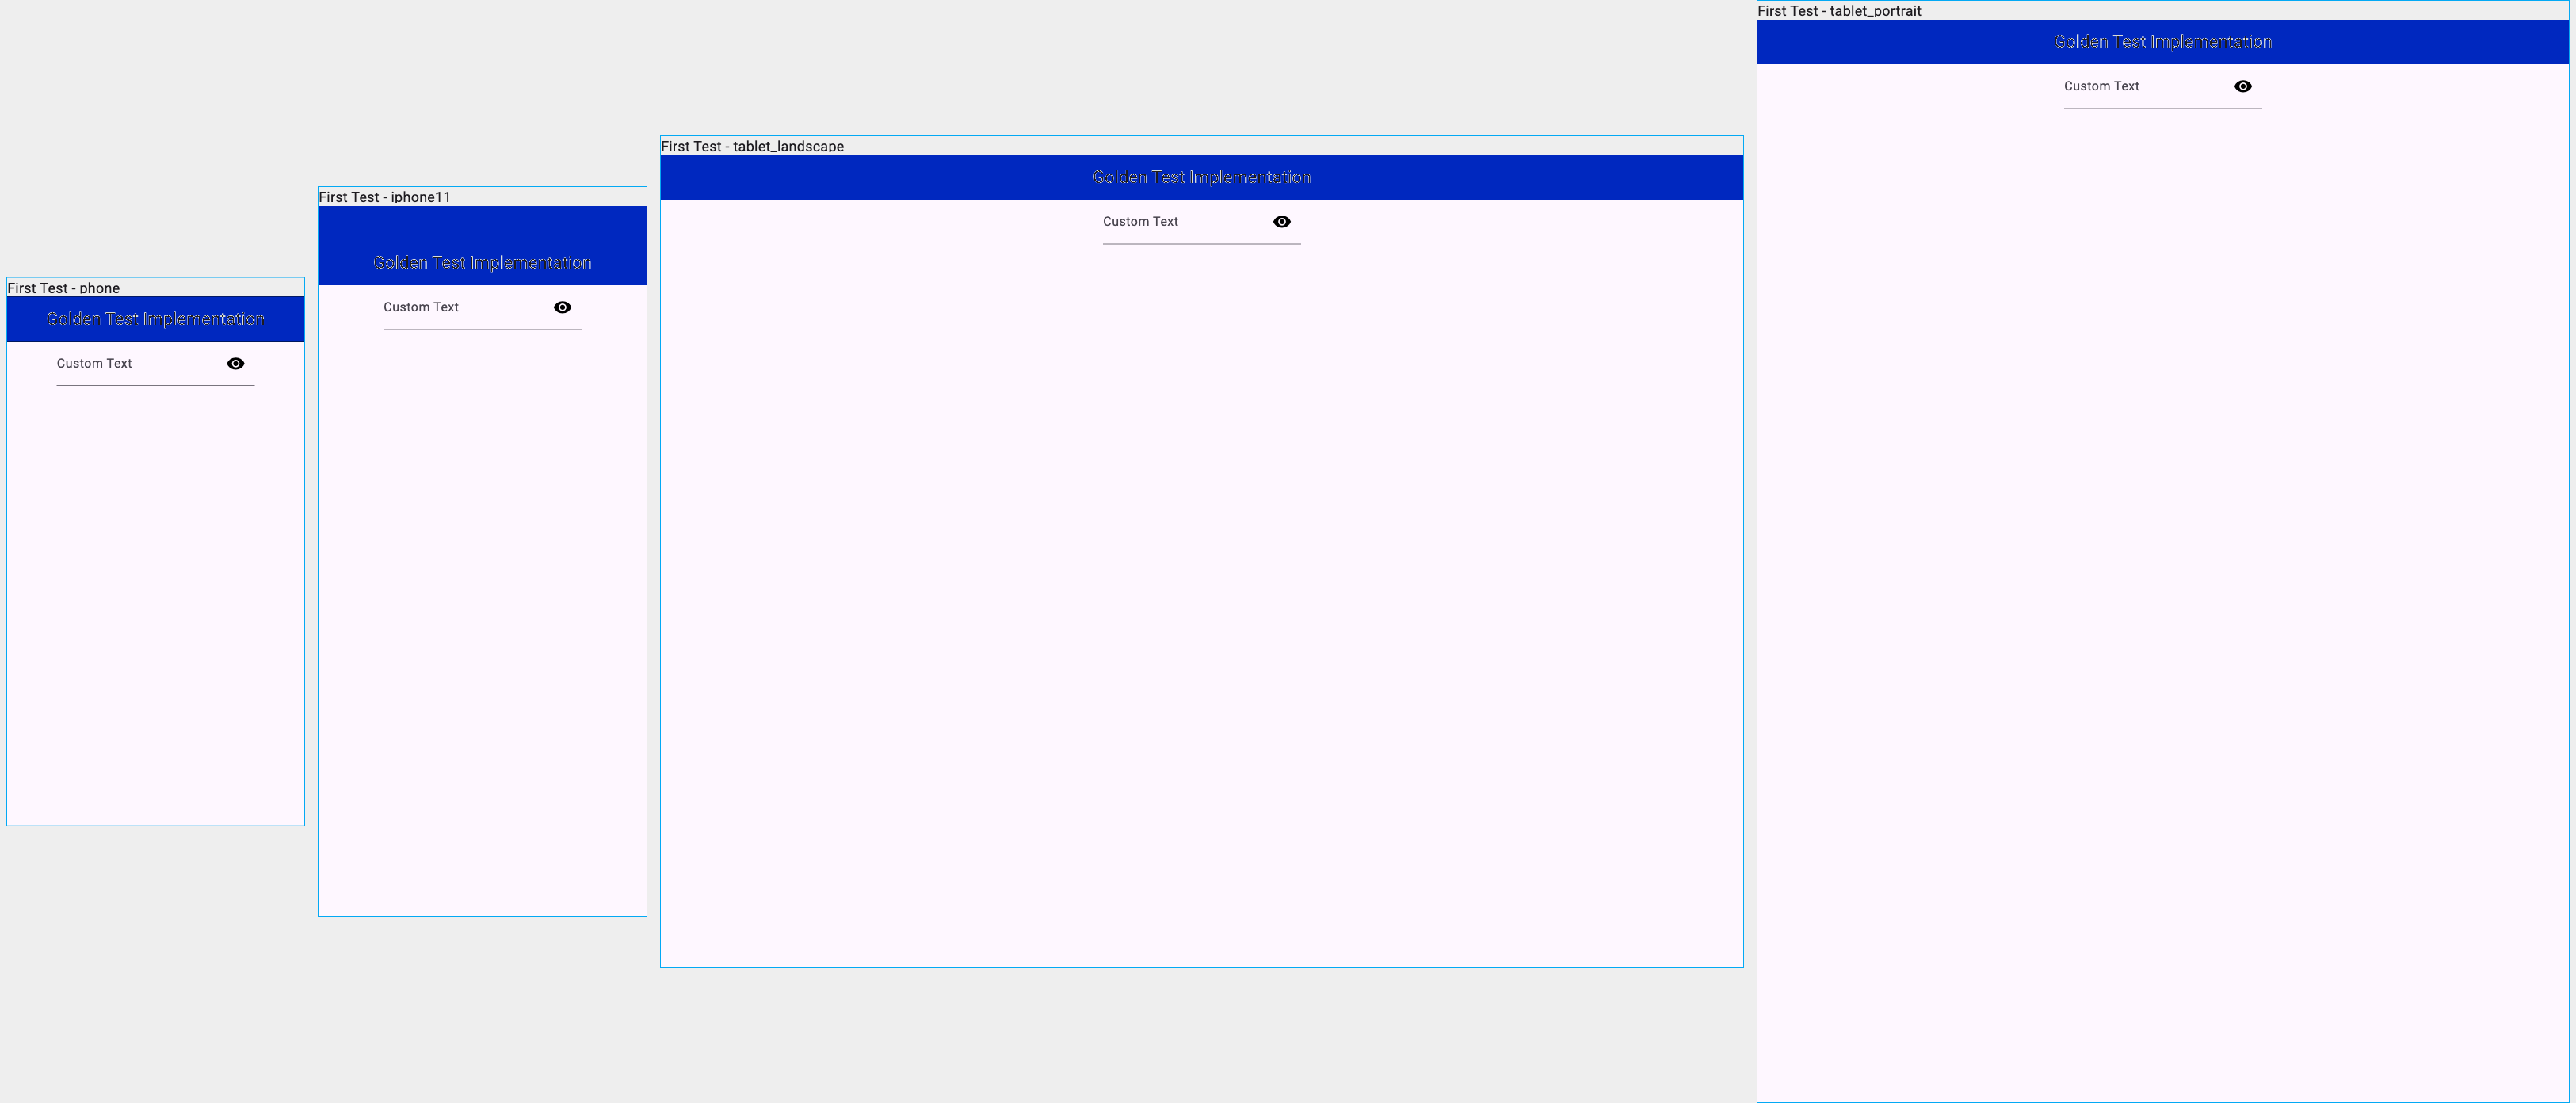 First Test - phone
Golden Test Implementation
Custom Text
First Test - iphone11
Golden Test Implementation
Custom Text
First Test - tablet_landscape
Golden Test Implementation
Custom Text
First Test - tablet_portrait
Golden Test Implementation
Custom Text